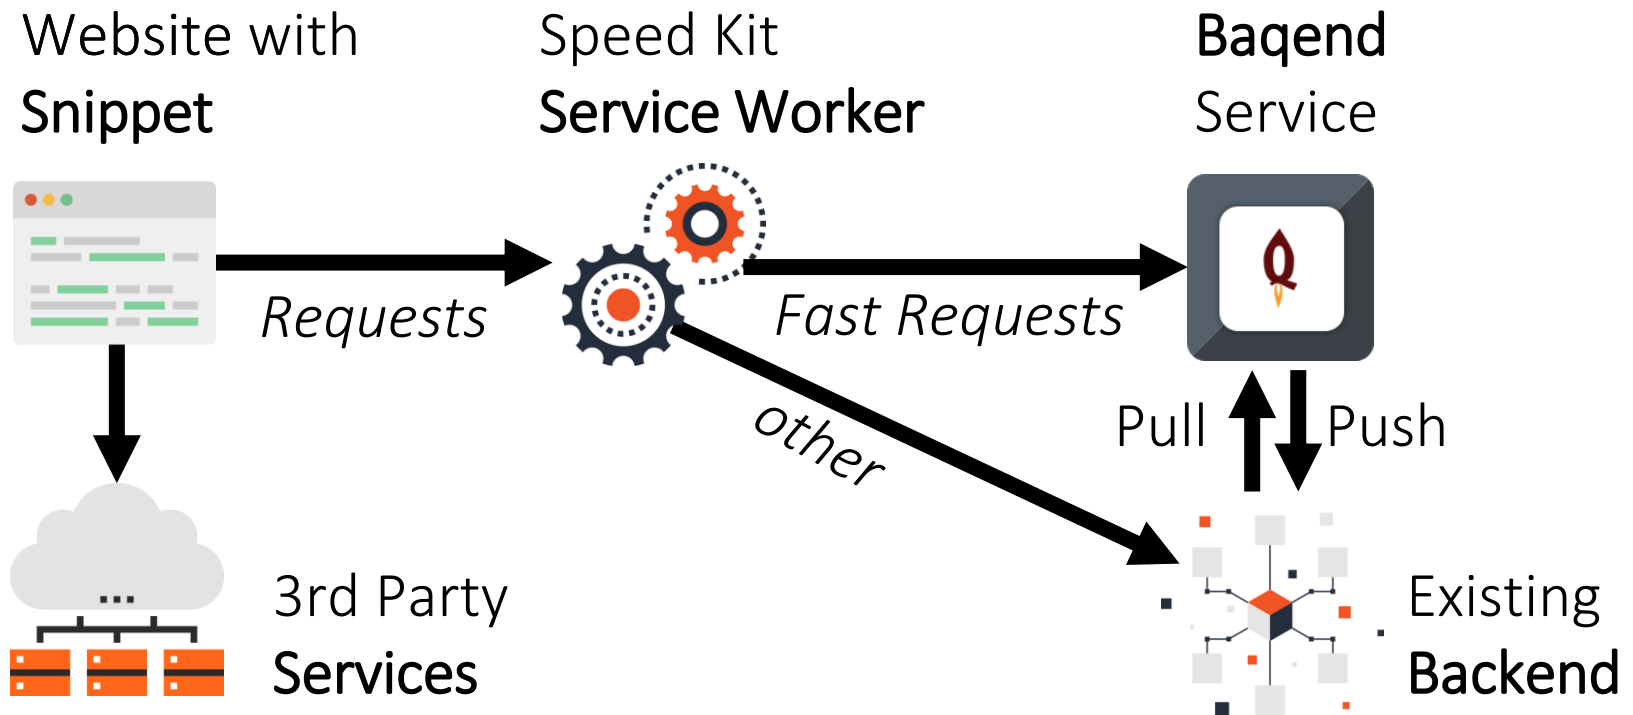 Website with
Snippet
Speed Kit
Service Worker
Baqend
Service
Requests
Fast Requests
other
Pull
Push
3rd Party
Services
Existing
Backend